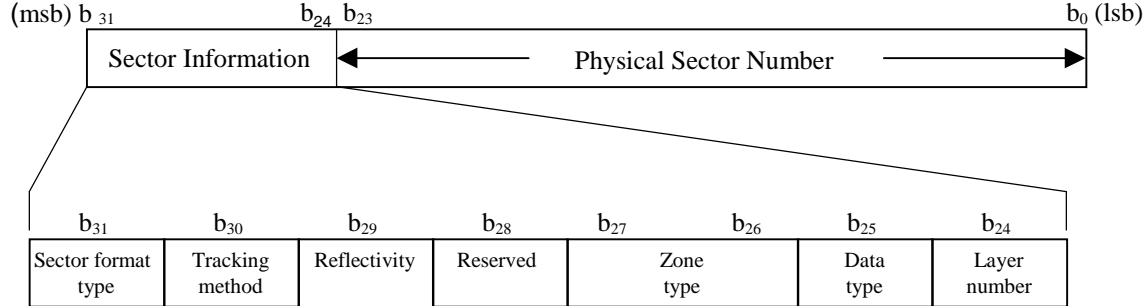 (msb) b 31 b24 b23 b0 (lsb)
Sector Information Physical Sector Number
b31 b30 b29 b28 b27 b26 b25 b24
Sector format Tracking Reflectivity Reserved Zone Data Layer
type method type type number